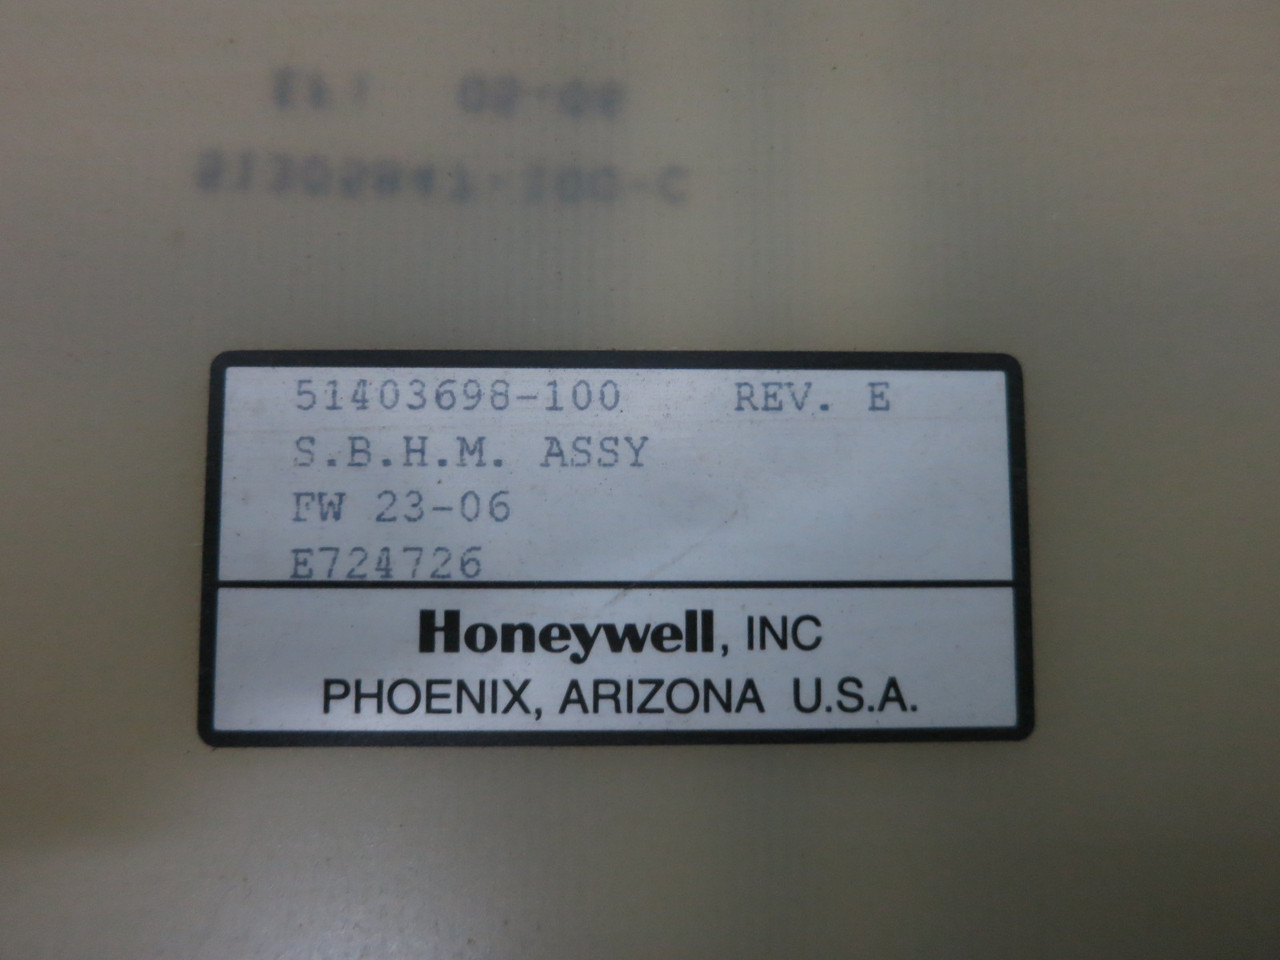 51403698-100 REV. E
S.B.H.M. ASSY
FW 23-06
E724726
Honeywell, INC
PHOENIX, ARIZONA U.S.A.